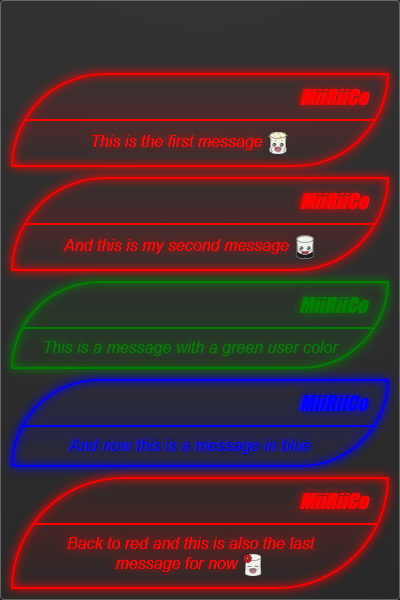 MiiRiiCo
This is the first message
MiiRiiCo
And this is my second message
MiiRiiCo
This is a message with a green user color
MiiRiiCo
And now this is a message in blue
MiiRiiCo
Back to red and this is also the last
message for now